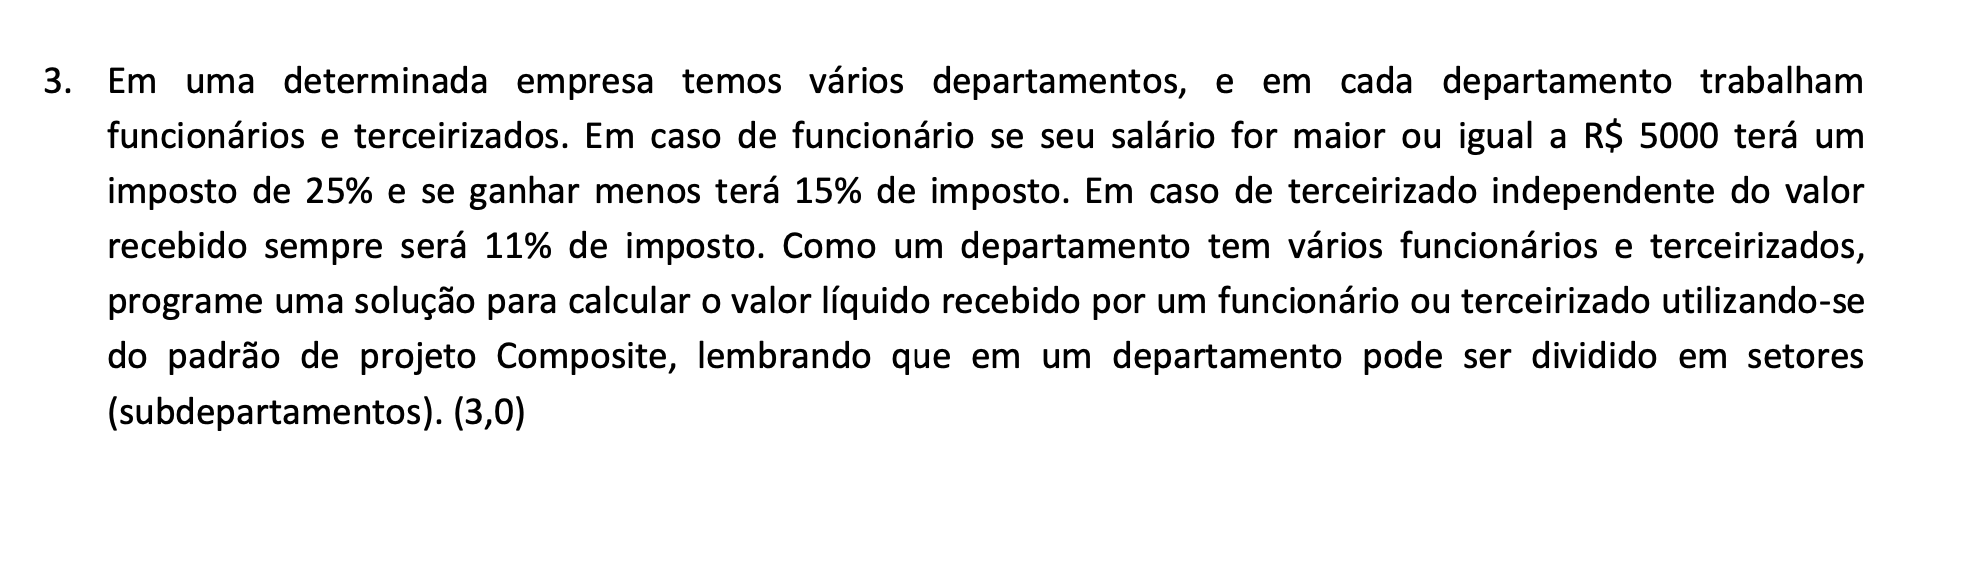 3. Em uma determinada empresa temos vários departamentos, e em cada departamento trabalham
funcionários e terceirizados. Em caso de funcionário se seu salário for maior ou igual a R$ 5000 terá um
imposto de 25% e se ganhar menos terá 15% de imposto. Em caso de terceirizado independente do valor
recebido sempre será 11% de imposto. Como um departamento tem vários funcionários e terceirizados,
programe uma solução para calcular o valor líquido recebido por um funcionário ou terceirizado utilizando-se
do padrão de projeto Composite, lembrando que em um departamento pode ser dividido em setores
(subdepartamentos). (3,0)